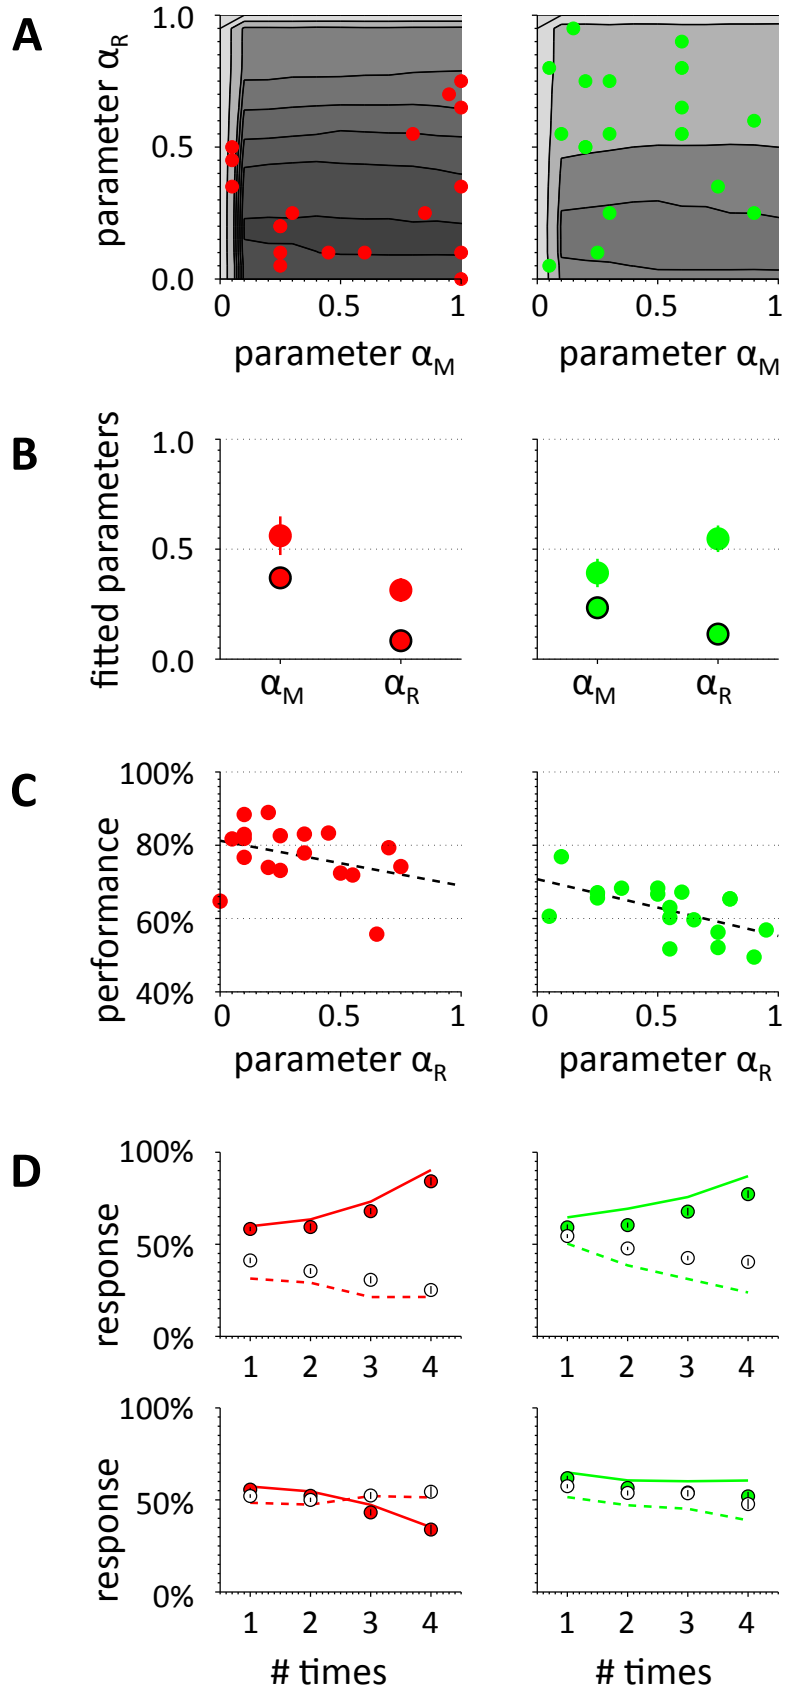 A
parameter αR
1.0
0.5
0.0
0 0.5 1
0 0.5 1
parameter αM
parameter αM
B
fitted parameters
1.0
0.5
0.0
αM αR
αM αR
C
performance
100%
80%
60%
40%
0 0.5 1
0 0.5 1
parameter αR
parameter αR
D
response
100%
50%
0%
1 2 3 4
1 2 3 4
response
100%
50%
0%
1 2 3 4
1 2 3 4
# times
# times